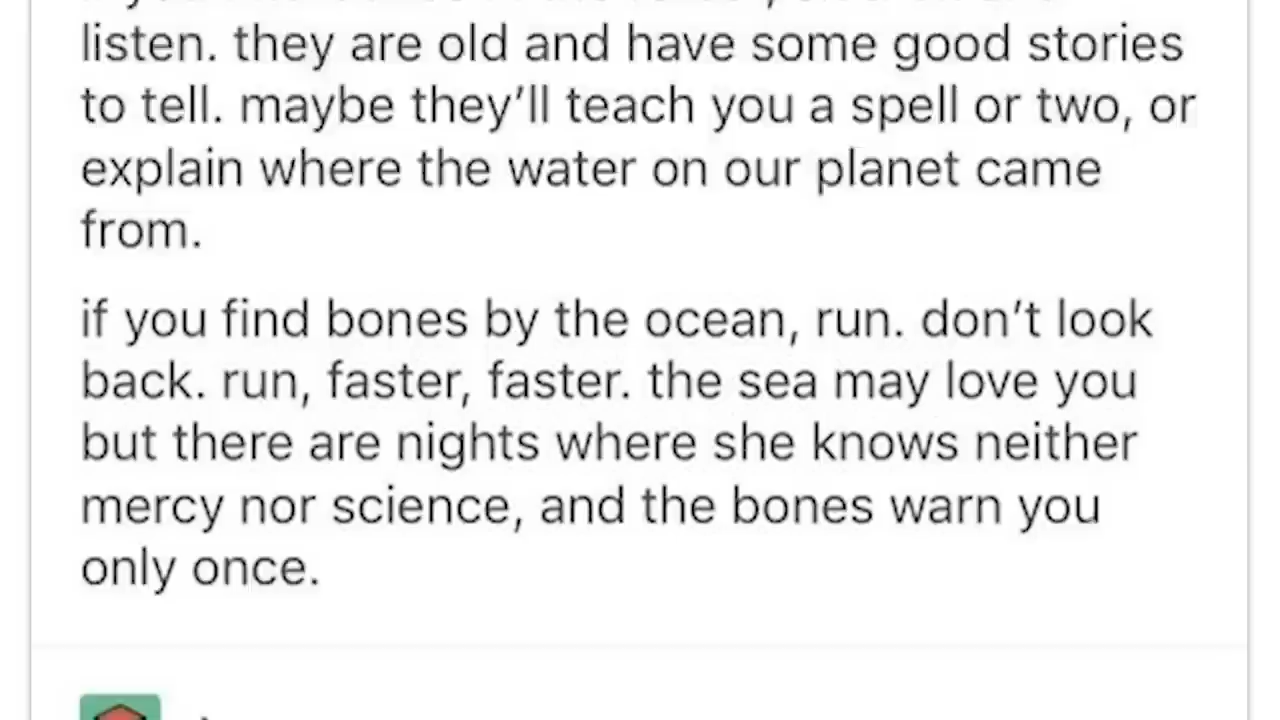 listen. they are old and have some good stories
to tell. maybe they’ll teach you a spell or two, or
explain where the water on our planet came
from.
if you find bones by the ocean, run. don’t look
back. run, faster, faster. the sea may love you
but there are nights where she knows neither
mercy nor science, and the bones warn you
only once.